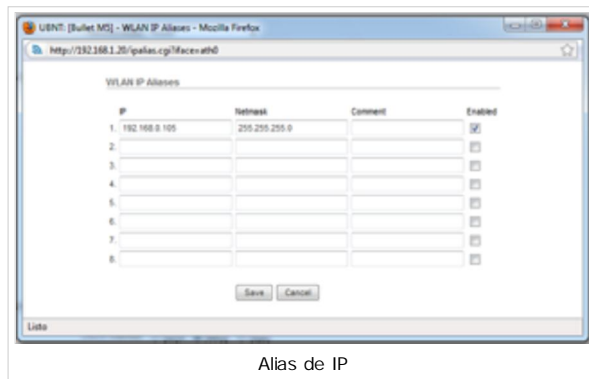 UBNT: [Bullet M5] - WLAN IP Aliases - Mozilla Firefox
http://192.168.1.20/ipalias.cgi?iface=ath0
WLAN IP Aliases
IP Netmask Comment Enabled
1. 192.168.0.105 255.255.255.0
2.
3.
4.
5.
6.
7.
8.
Save Cancel
Listo
Alias de IP